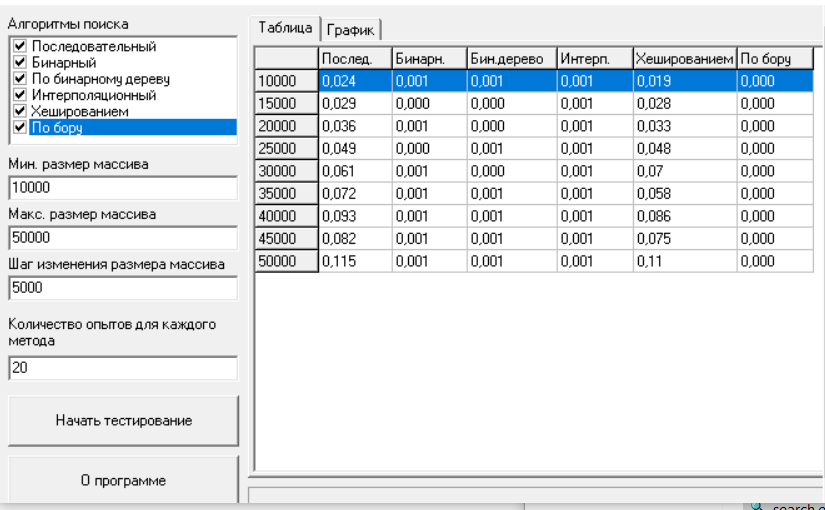 Алгоритмы поиска
Последовательный
Бинарный
По бинарному дереву
Интерполяционный
Хешированием
По бору
Мин. размер массива
10000
Макс. размер массива
50000
Шаг изменения размера массива
5000
Количество опытов для каждого
метода
20
Начать тестирование
О программе
Таблица График
Послед. Бинарн. Бин.дерево Интерп. Хешированием По бору
10000 0,024 0,001 0,001 0,001 0,019 0,000
15000 0,029 0,000 0,000 0,001 0,028 0,000
20000 0,036 0,001 0,000 0,001 0,033 0,000
25000 0,049 0,000 0,001 0,001 0,048 0,000
30000 0,061 0,001 0,000 0,001 0,07 0,000
35000 0,072 0,001 0,001 0,001 0,058 0,000
40000 0,093 0,001 0,001 0,001 0,086 0,000
45000 0,082 0,001 0,001 0,001 0,075 0,000
50000 0,115 0,001 0,001 0,001 0,11 0,000
search